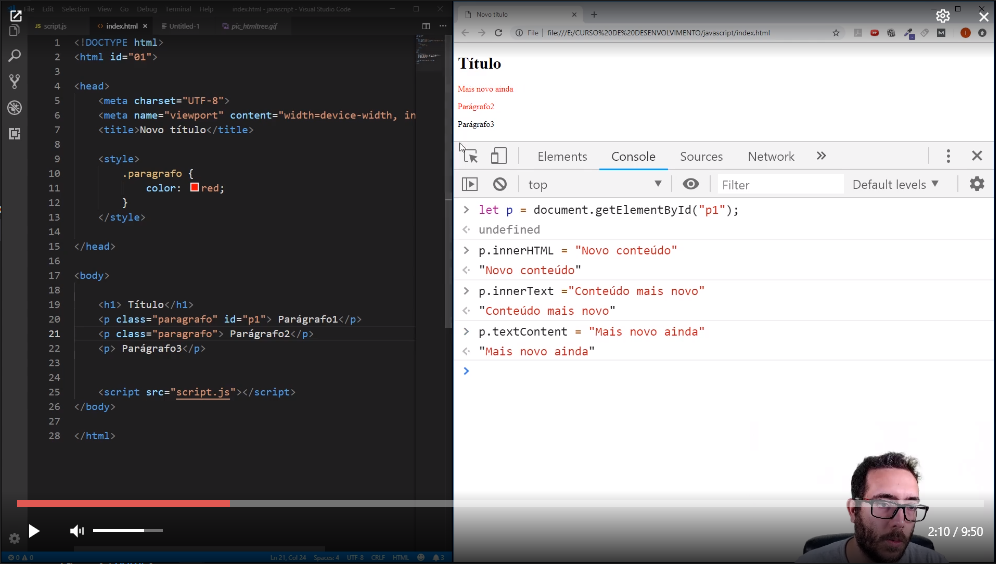 File Edit Selection View Go Debug Terminal Help index.html - javascript - Visual Studio Code
script.js index.html Untitled-1 pic_htmltree.gif
1 <!DOCTYPE html>
2 <html id="01">
3
4 <head>
5 <meta charset="UTF-8">
6 <meta name="viewport" content="width=device-width, in
7 <title>Novo título</title>
8
9 <style>
10 .paragrafo {
11 color: red;
12 }
13 </style>
14
15 </head>
16
17 <body>
18
19 <h1> Título</h1>
20 <p class="paragrafo" id="p1"> Parágrafo1</p>
21 <p class="paragrafo"> Parágrafo2</p>
22 <p> Parágrafo3</p>
23
24
25 <script src="script.js"></script>
26 </body>
27
28 </html>
Ln 21, Col 24 Spaces: 4 UTF-8 CRLF HTML
Novo título
File file:///E:/CURSO%20DE%20DESENVOLVIMENTO/javascript/index.html
Título
Mais novo ainda
Parágrafo2
Parágrafo3
Elements Console Sources Network »
top Filter Default levels
let p = document.getElementById("p1");
undefined
p.innerHTML = "Novo conteúdo"
"Novo conteúdo"
p.innerText ="Conteúdo mais novo"
"Conteúdo mais novo"
p.textContent = "Mais novo ainda"
"Mais novo ainda"
2:10 / 9:50